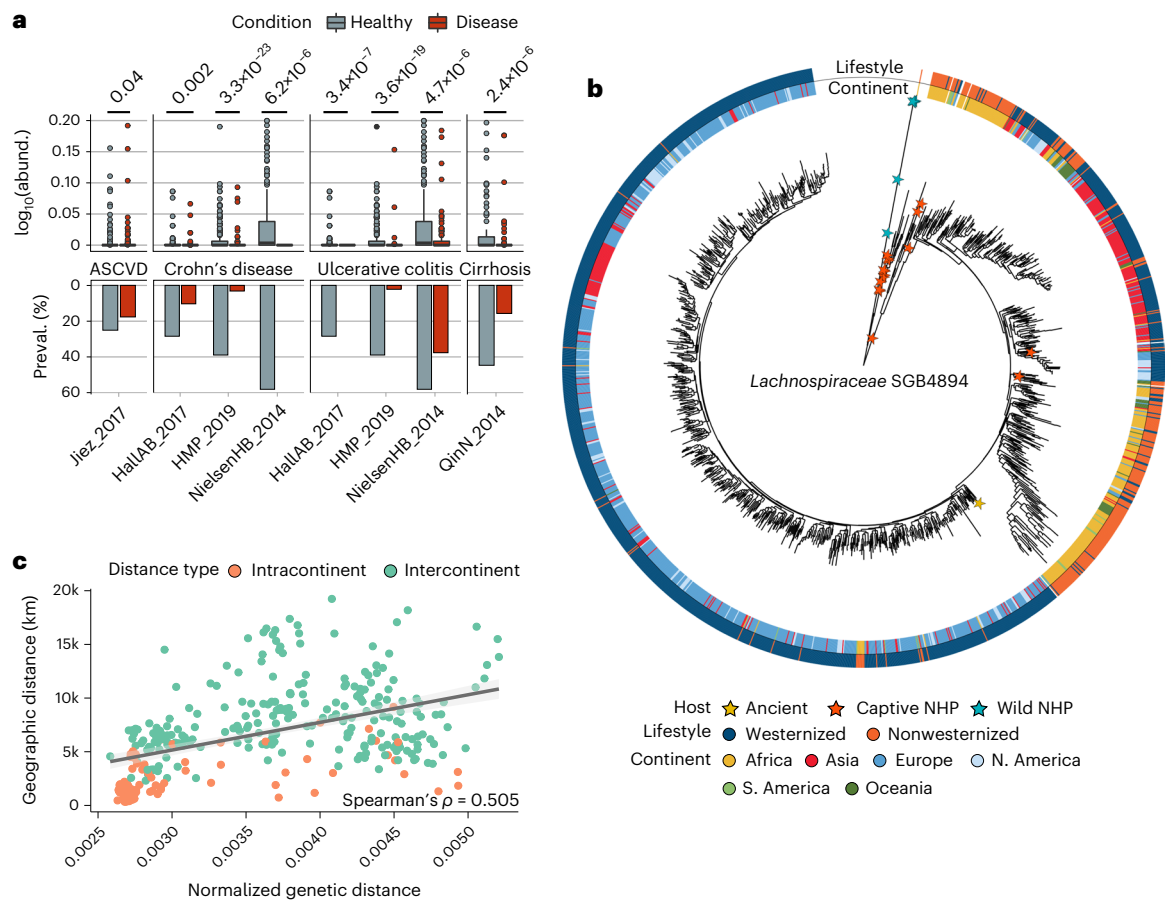 a
Condition Healthy Disease
0.04 0.002 3.3×10⁻²³ 6.2×10⁻⁶ 3.4×10⁻⁷ 3.6×10⁻¹⁹ 4.7×10⁻⁶ 2.4×10⁻⁶
log₁₀(abund.)
0.20
0.15
0.10
0.05
0
ASCVD Crohn's disease Ulcerative colitis Cirrhosis
Preval. (%)
0
20
40
60
Jiez_2017 HallAB_2017 HMP_2019 NielsenHB_2014 HallAB_2017 HMP_2019 NielsenHB_2014 QinN_2014
b
Lifestyle
Continent
Lachnospiraceae SGB4894
Host Ancient Captive NHP Wild NHP
Lifestyle Westernized Nonwesternized
Continent Africa Asia Europe N. America
S. America Oceania
c
Distance type Intracontinent Intercontinent
Geographic distance (km)
20k
15k
10k
5k
0
Spearman's ρ = 0.505
0.0025 0.0030 0.0035 0.0040 0.0045 0.0050
Normalized genetic distance